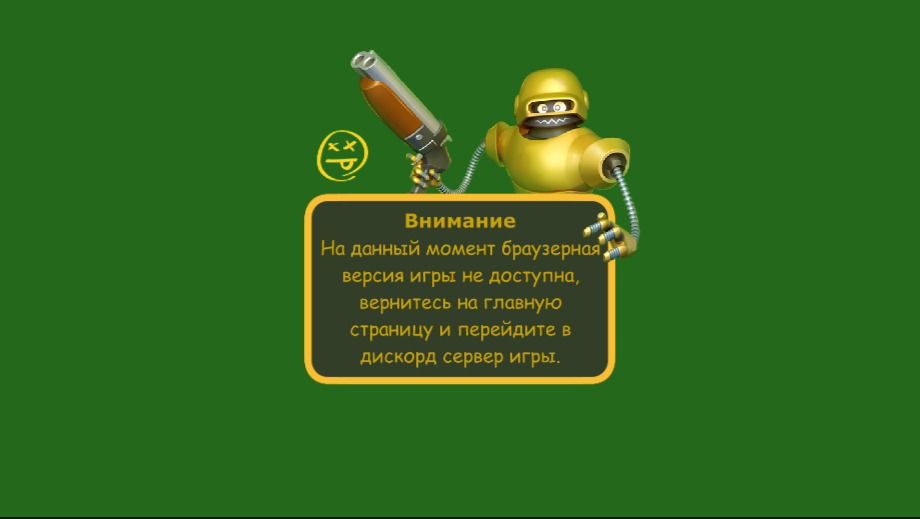 Внимание
На данный момент браузерная
версия игры не доступна,
вернитесь на главную
страницу и перейдите в
дискорд сервер игры.